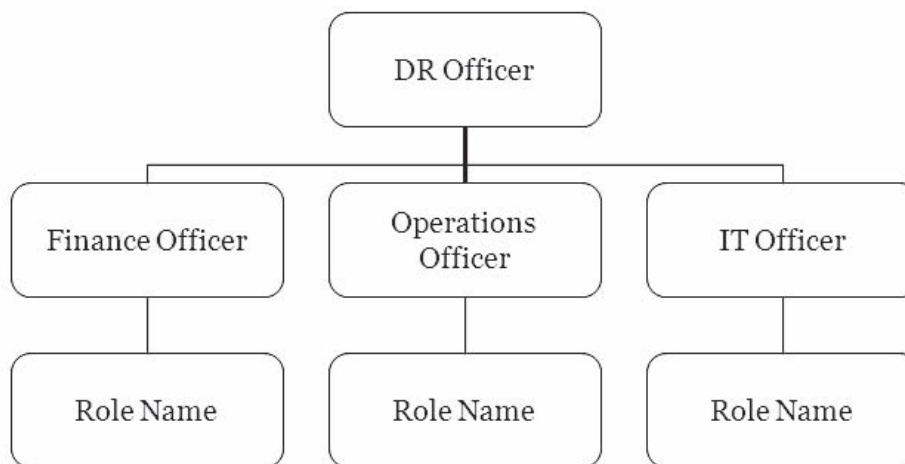 DR Officer
Finance Officer
Operations
Officer
IT Officer
Role Name
Role Name
Role Name